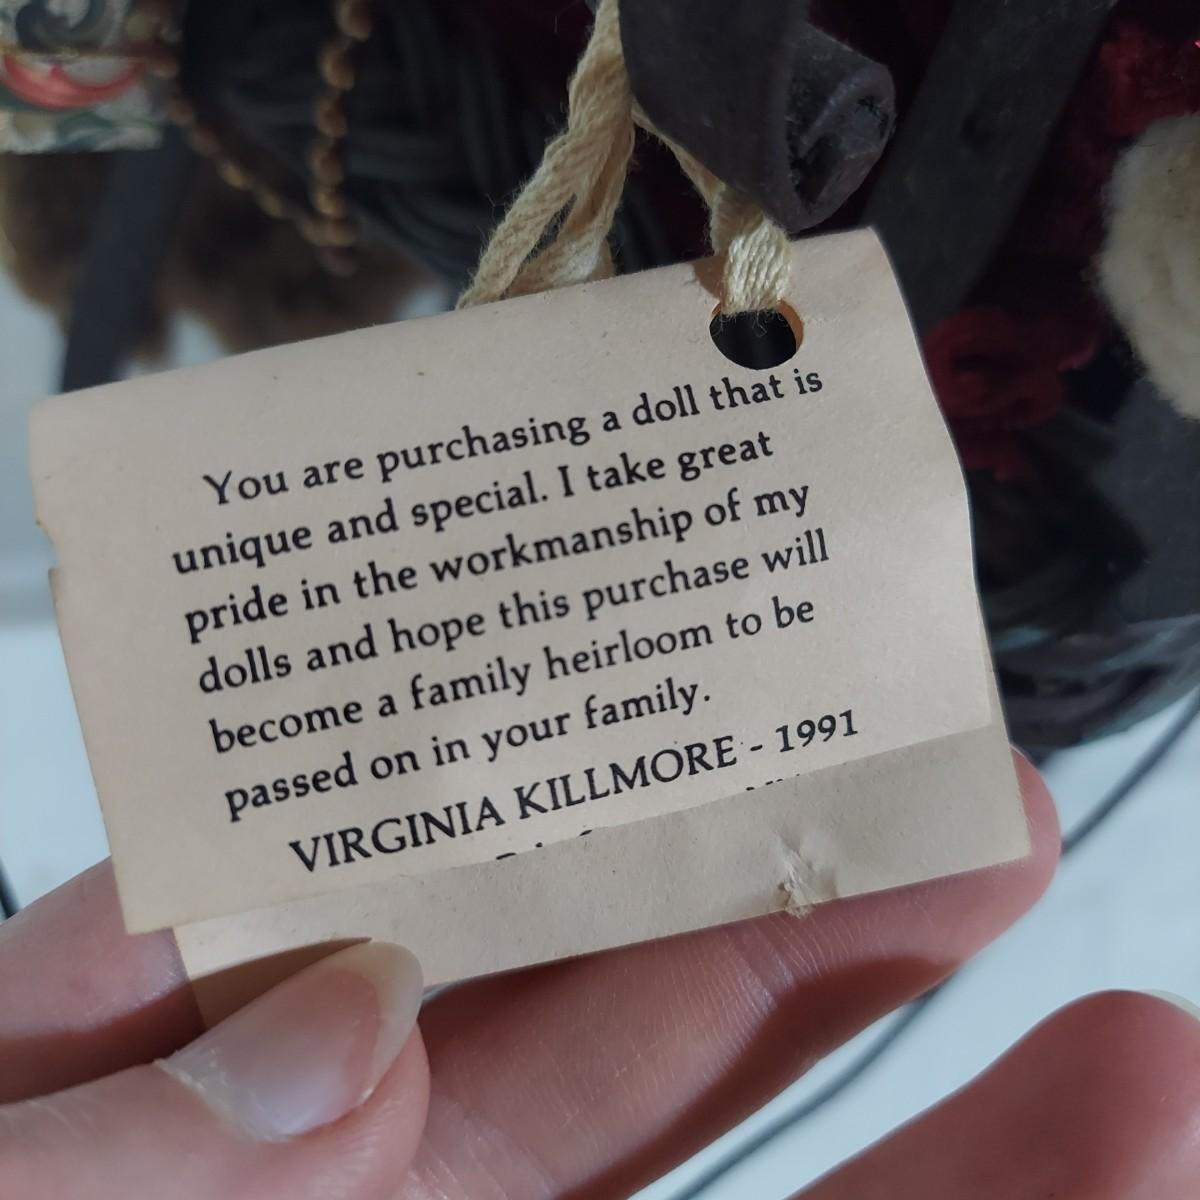 You are purchasing a doll that is
unique and special. I take great
pride in the workmanship of my
dolls and hope this purchase will
become a family heirloom to be
passed on in your family.
VIRGINIA KILLMORE - 1991